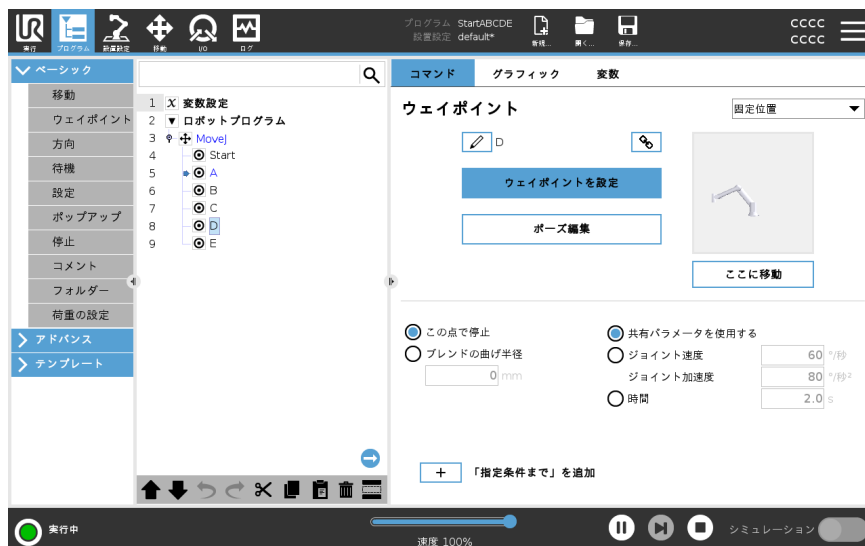 プログラム StartABCDE
設置設定 default*
CCCC
CCCC
UR
実行
プログラム
設置設定
移動
I/O
ログ
新規...
開く...
保存...
ベーシック
移動
ウェイポイント
方向
待機
設定
ポップアップ
停止
コメント
フォルダー
荷重の設定
アドバンス
テンプレート
1 X 変数設定
2 ▼ ロボットプログラム
3 MoveJ
4 Start
5 A
6 B
7 C
8 D
9 E
コマンド グラフィック 変数
ウェイポイント
固定位置
D
ウェイポイントを設定
ポーズ編集
ここに移動
この点で停止
ブレンドの曲げ半径
0 mm
共有パラメータを使用する
ジョイント速度 60 °/秒
ジョイント加速度 80 °/秒²
時間 2.0 s
+ 「指定条件まで」を追加
実行中
速度 100%
シミュレーション